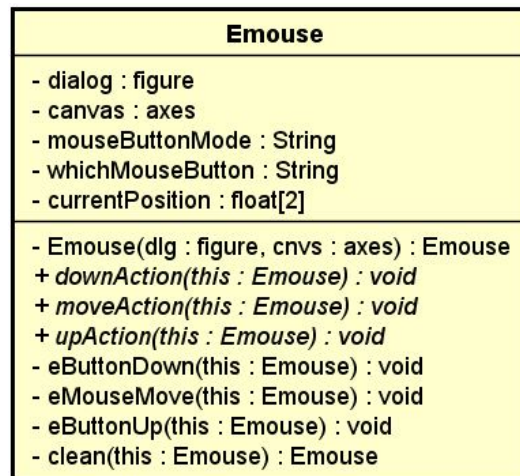 Emouse
- dialog : figure
- canvas : axes
- mouseButtonMode : String
- whichMouseButton : String
- currentPosition : float[2]
- Emouse(dlg : figure, cnvs : axes) : Emouse
+ downAction(this : Emouse) : void
+ moveAction(this : Emouse) : void
+ upAction(this : Emouse) : void
- eButtonDown(this : Emouse) : void
- eMouseMove(this : Emouse) : void
- eButtonUp(this : Emouse) : void
- clean(this : Emouse) : Emouse